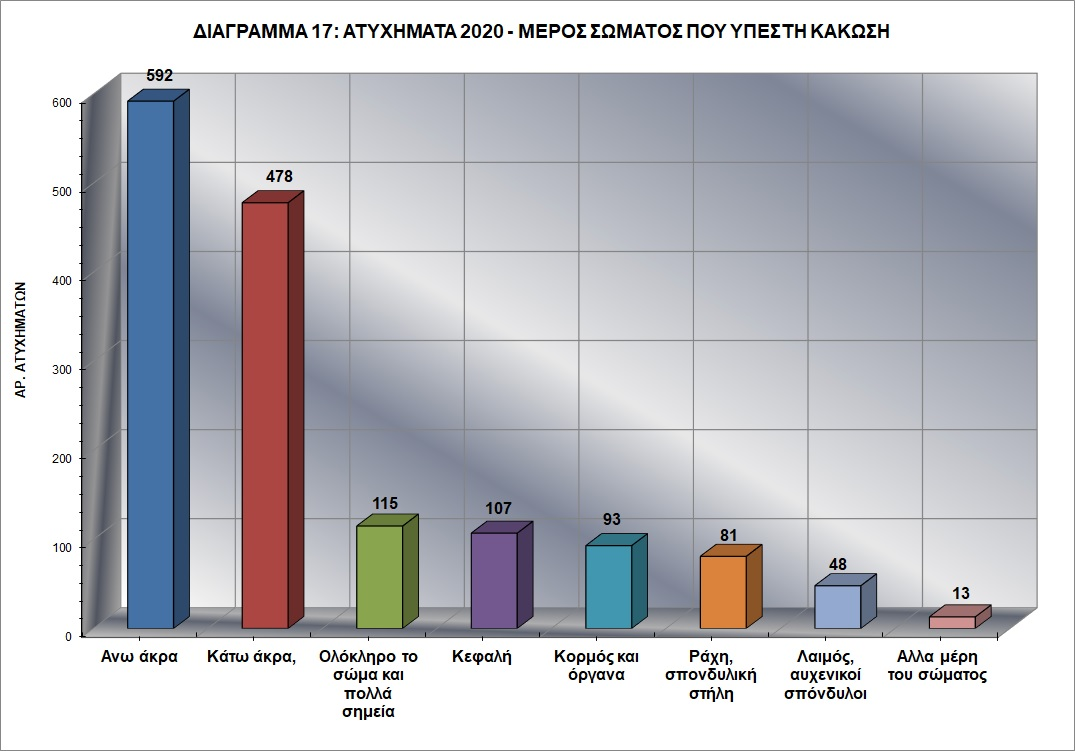 ΔΙΑΓΡΑΜΜΑ 17: ΑΤΥΧΗΜΑΤΑ 2020 - ΜΕΡΟΣ ΣΩΜΑΤΟΣ ΠΟΥ ΥΠΕΣΤΗ ΚΑΚΩΣΗ
ΑΡ. ΑΤΥΧΗΜΑΤΩΝ
600
500
400
300
200
100
0
592
478
115
107
93
81
48
13
Ανω άκρα
Κάτω άκρα,
Ολόκληρο το
σώμα και
πολλά
σημεία
Κεφαλή
Κορμός και
όργανα
Ράχη,
σπονδυλική
στήλη
Λαιμός,
αυχενικοί
σπόνδυλοι
Αλλα μέρη
του σώματος